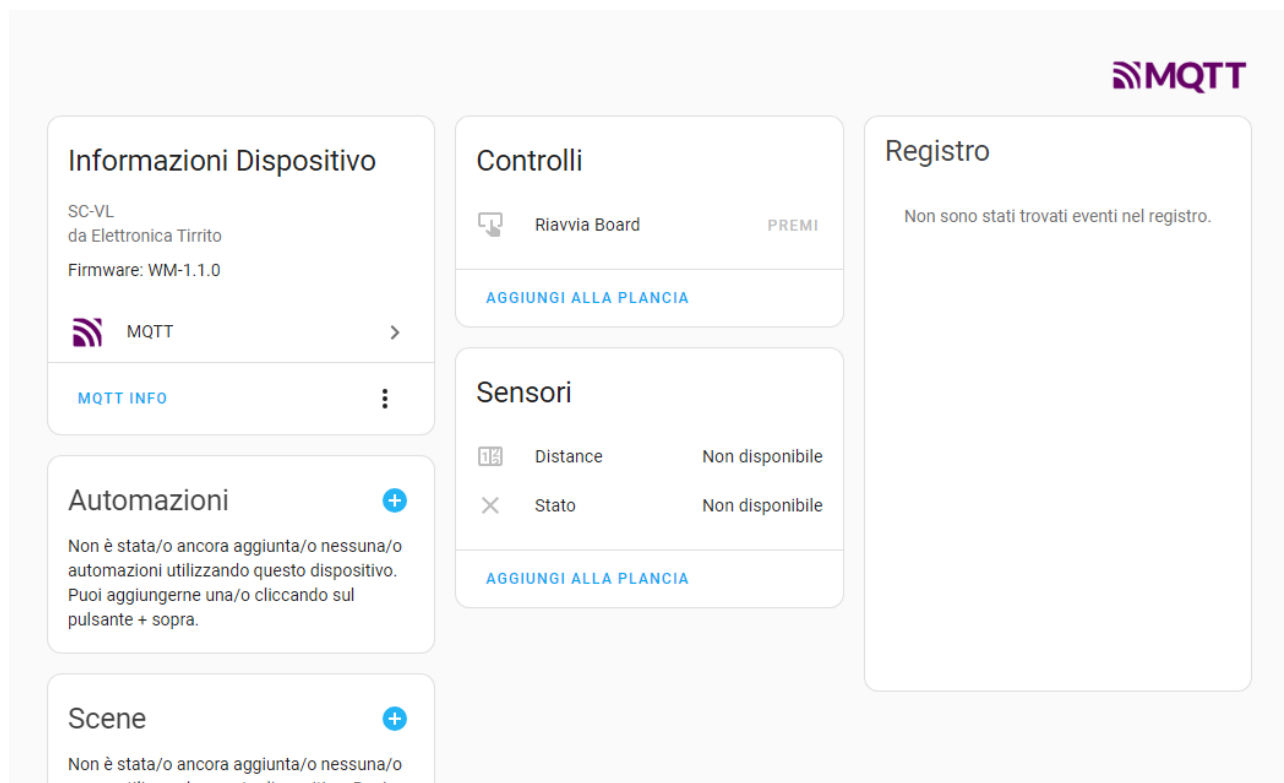 MQTT
Informazioni Dispositivo
SC-VL
da Elettronica Tirrito
Firmware: WM-1.1.0
MQTT
MQTT INFO
Automazioni
Non è stata/o ancora aggiunta/o nessuna/o
automazioni utilizzando questo dispositivo.
Puoi aggiungerne una/o cliccando sul
pulsante + sopra.
Scene
Non è stata/o ancora aggiunta/o nessuna/o
Controlli
Riavvia Board PREMI
AGGIUNGI ALLA PLANCIA
Sensori
Distance Non disponibile
Stato Non disponibile
AGGIUNGI ALLA PLANCIA
Registro
Non sono stati trovati eventi nel registro.